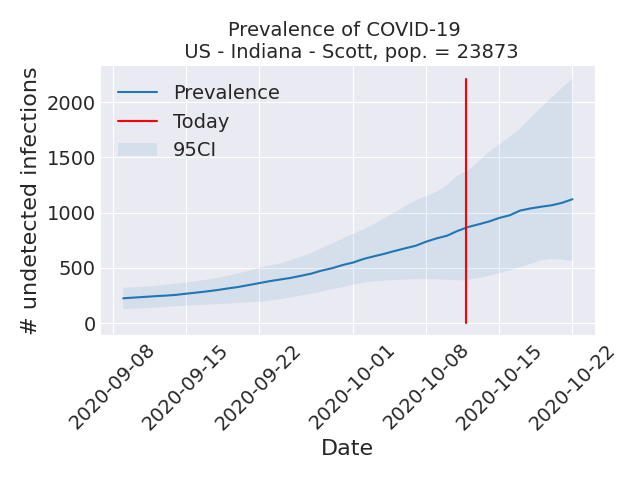 Prevalence of COVID-19
US - Indiana - Scott, pop. = 23873
Prevalence
Today
95CI
# undetected infections
2000
1500
1000
500
0
2020-09-08
2020-09-15
2020-09-22
2020-10-01
2020-10-08
2020-10-15
2020-10-22
Date